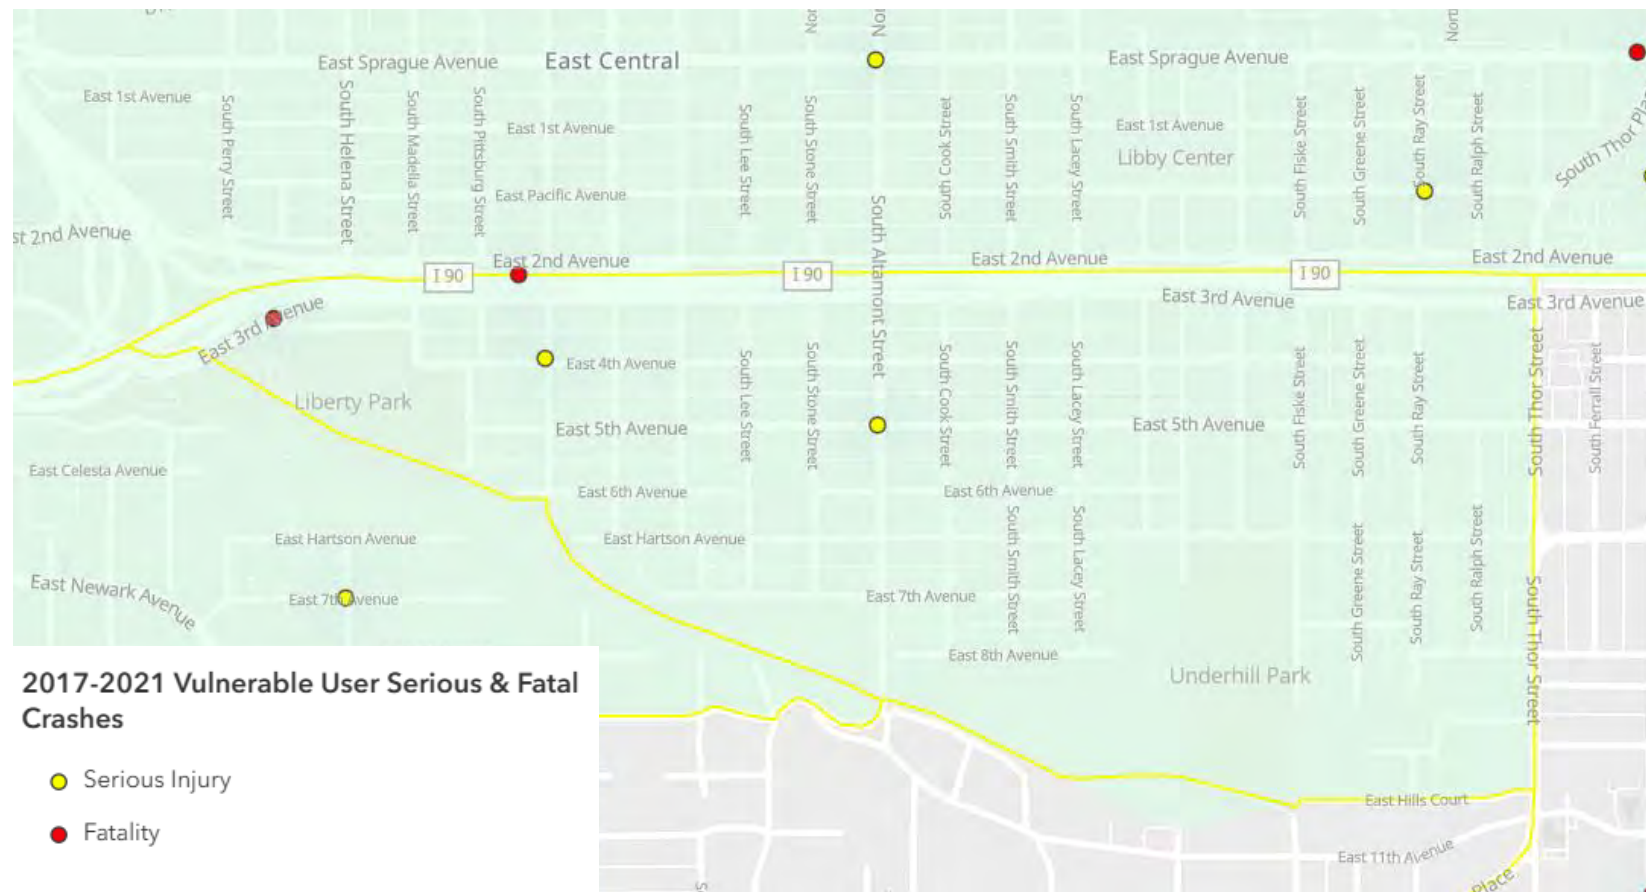 East Sprague Avenue
East Central
East Sprague Avenue
East 1st Avenue
East 1st Avenue
East 1st Avenue
Libby Center
South Perry Street
South Helena Street
South Madelia Street
South Pittsburg Street
South Lee Street
South Stone Street
South Altamont Street
South Cook Street
South Smith Street
South Lacey Street
South Fiske Street
South Greene Street
South Ray Street
South Ralph Street
South Thor
East Pacific Avenue
2nd Avenue
East 2nd Avenue
East 2nd Avenue
East 2nd Avenue
I 90
I 90
I 90
East 3rd Avenue
East 3rd Avenue
East 3rd Avenue
East 4th Avenue
Liberty Park
South Lee Street
South Stone Street
South Cook Street
South Smith Street
South Lacey Street
South Fiske Street
South Greene Street
South Ray Street
South Thor Street
South Ferrall Street
East 5th Avenue
East 5th Avenue
East Celesta Avenue
East 6th Avenue
East 6th Avenue
East Hartson Avenue
East Hartson Avenue
South Smith Street
South Lacey Street
South Greene Street
South Ray Street
South Ralph Street
South Thor Street
East Newark Avenue
East 7th Avenue
East 7th Avenue
East 8th Avenue
Underhill Park
East Hills Court
East 11th Avenue
Place
2017-2021 Vulnerable User Serious & Fatal
Crashes
Serious Injury
Fatality